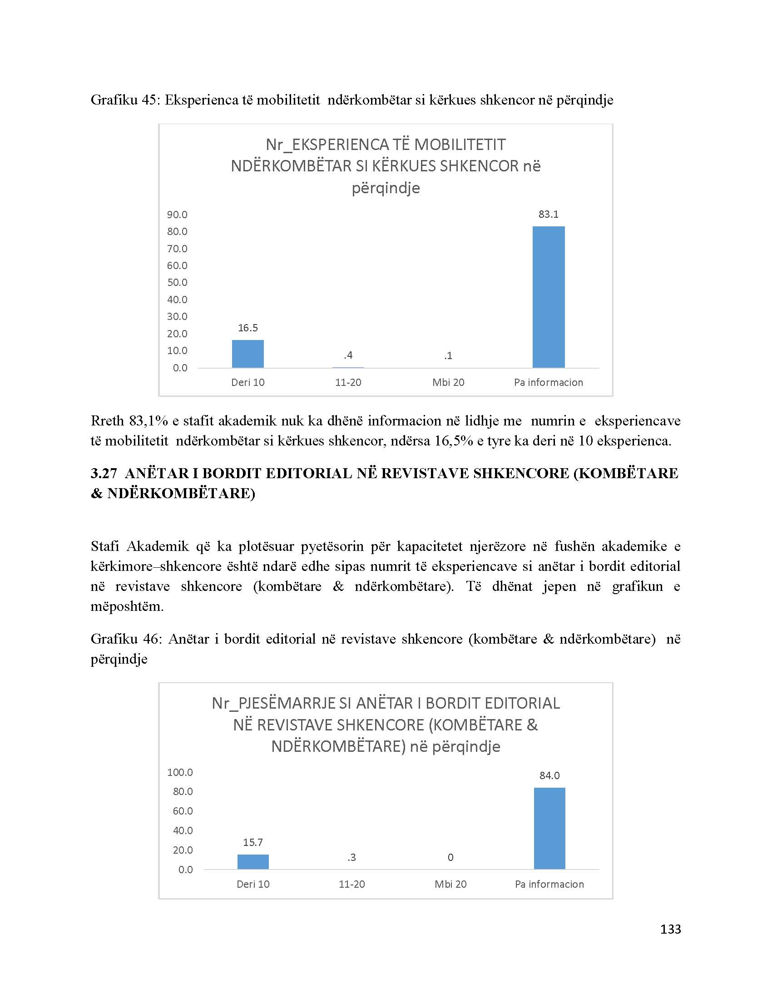 Grafiku 45: Eksperienca të mobilitetit  ndërkombëtar si kërkues shkencor në përqindje
Nr_EKSPERIENCA TË MOBILITETIT
NDËRKOMBËTAR SI KËRKUES SHKENCOR në
përqindje
90.0
80.0
70.0
60.0
50.0
40.0
30.0
20.0
10.0
0.0
16.5
.4
.1
83.1
Deri 10
11-20
Mbi 20
Pa informacion
Rreth 83,1% e stafit akademik nuk ka dhënë informacion në lidhje me  numrin e  eksperiencave
të mobilitetit  ndërkombëtar si kërkues shkencor, ndërsa 16,5% e tyre ka deri në 10 eksperienca.
3.27  ANËTAR I BORDIT EDITORIAL NË REVISTAVE SHKENCORE (KOMBËTARE
& NDËRKOMBËTARE)
Stafi Akademik që ka plotësuar pyetësorin për kapacitetet njerëzore në fushën akademike e
kërkimore–shkencore është ndarë edhe sipas numrit të eksperiencave si anëtar i bordit editorial
në revistave shkencore (kombëtare & ndërkombëtare). Të dhënat jepen në grafikun e
mëposhtëm.
Grafiku 46: Anëtar i bordit editorial në revistave shkencore (kombëtare & ndërkombëtare)  në
përqindje
Nr_PJESËMARRJE SI ANËTAR I BORDIT EDITORIAL
NË REVISTAVE SHKENCORE (KOMBËTARE &
NDËRKOMBËTARE) në përqindje
100.0
80.0
60.0
40.0
20.0
0.0
15.7
.3
0
84.0
Deri 10
11-20
Mbi 20
Pa informacion
133